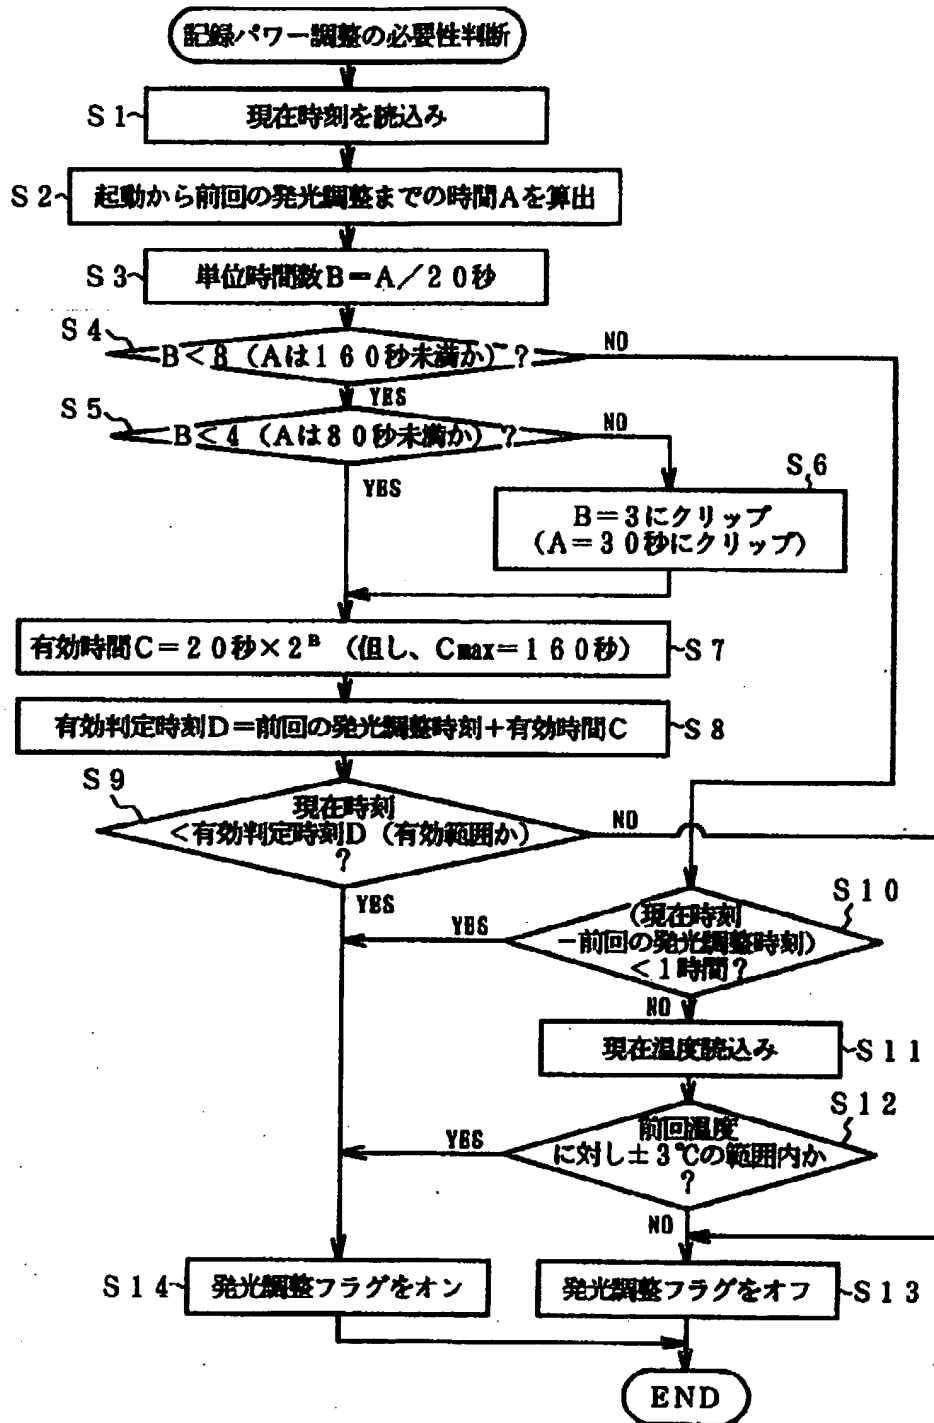 記録パワー調整の必要性判断
S1
現在時刻を読込み
S2
起動から前回の発光調整までの時間Aを算出
S3
単位時間数B=A/20秒
S4
B<8(Aは160秒未満か)?
NO
YES
S5
B<4(Aは80秒未満か)?
NO
YES
S6
B=3にクリップ
(A=30秒にクリップ)
有効時間C=20秒×2ᴮ(但し、Cmax=160秒)
S7
有効判定時刻D=前回の発光調整時刻+有効時間C
S8
S9
現在時刻
<有効判定時刻D(有効範囲か)
?
NO
YES
S10
(現在時刻
-前回の発光調整時刻)
<1時間?
YES
NO
現在温度読込み
S11
S12
前回温度
に対し±3℃の範囲内か
?
YES
NO
S14
発光調整フラグをオン
発光調整フラグをオフ
S13
END